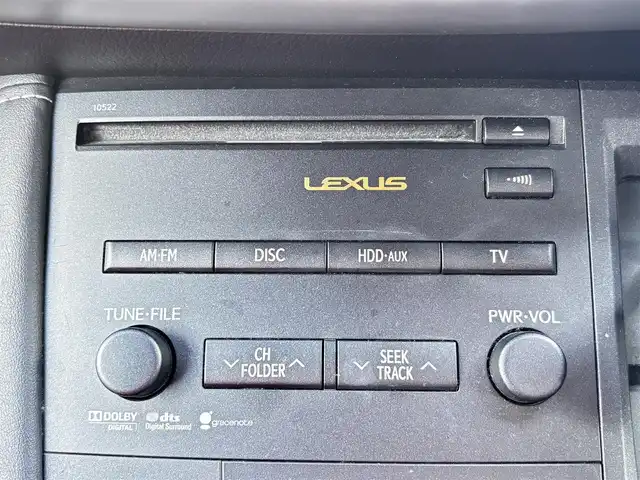 10522
LEXUS
AM·FM DISC HDD·AUX TV
TUNE·FILE PWR·VOL
CH
FOLDER
SEEK
TRACK
DOLBY
DIGITAL
dts
Digital Surround
gracenote